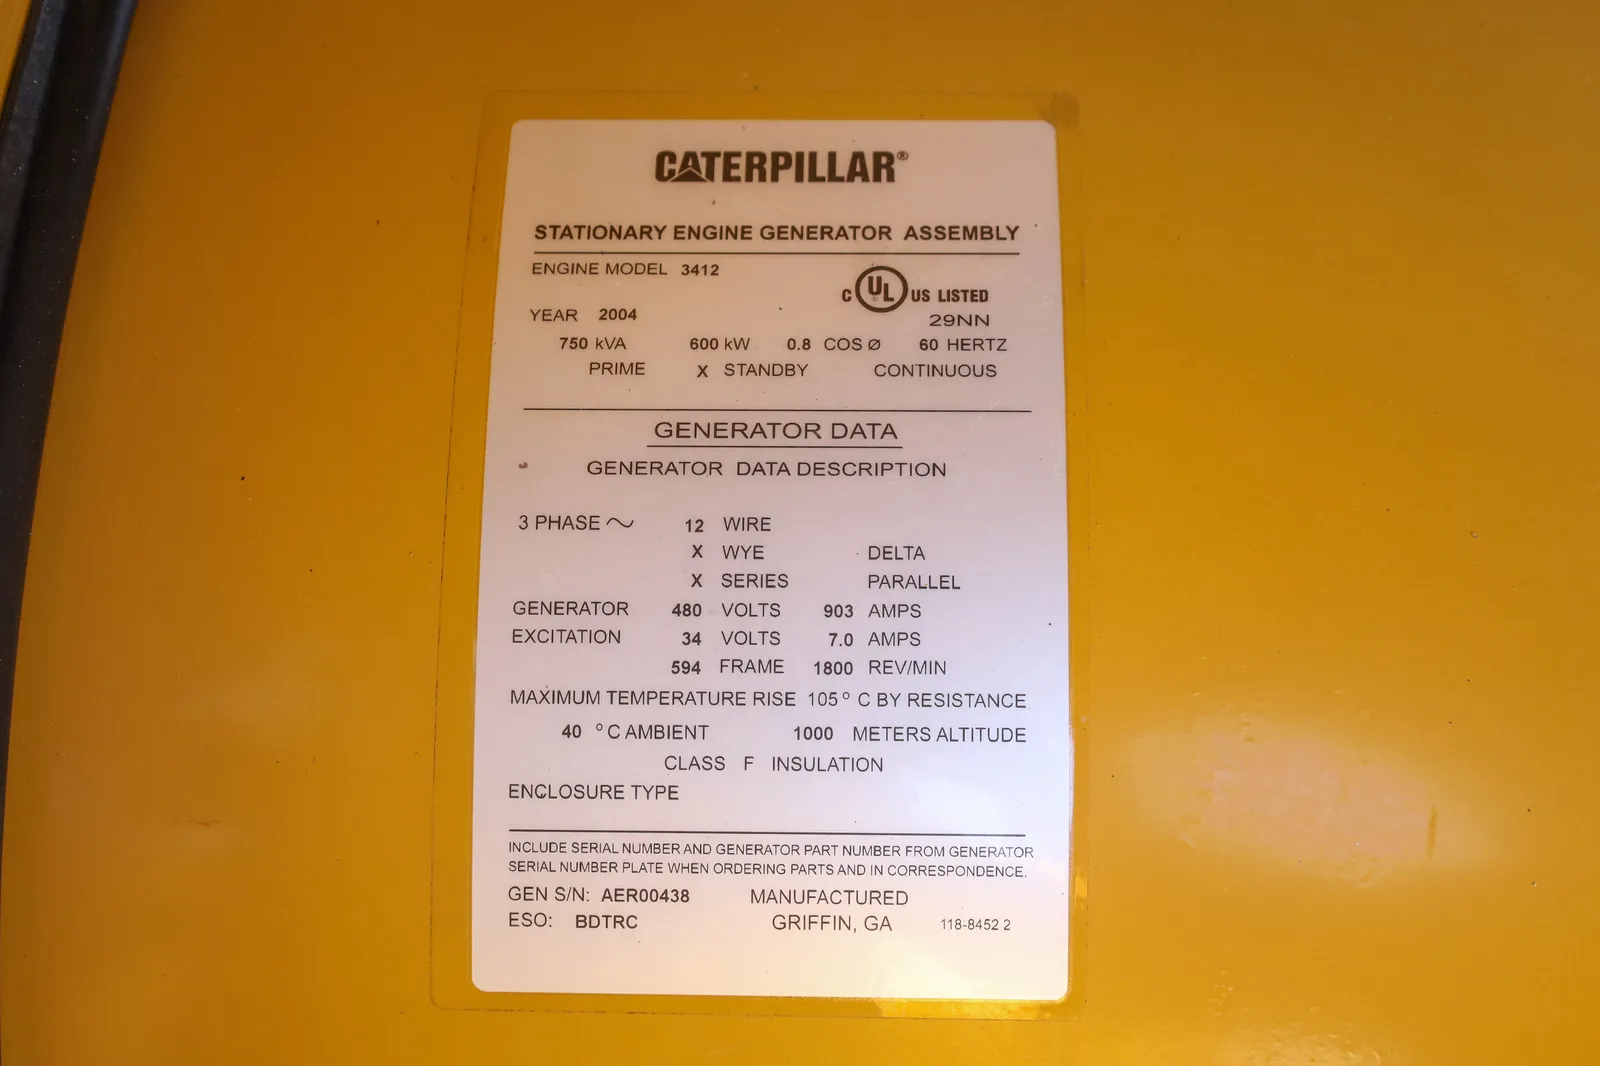 CATERPILLAR®
STATIONARY ENGINE GENERATOR ASSEMBLY
ENGINE MODEL 3412
C UL US LISTED
29NN
YEAR 2004
750 kVA 600 kW 0.8 COS Ø 60 HERTZ
PRIME X STANDBY CONTINUOUS
GENERATOR DATA
GENERATOR DATA DESCRIPTION
3 PHASE ~ 12 WIRE
X WYE DELTA
X SERIES PARALLEL
GENERATOR 480 VOLTS 903 AMPS
EXCITATION 34 VOLTS 7.0 AMPS
594 FRAME 1800 REV/MIN
MAXIMUM TEMPERATURE RISE 105° C BY RESISTANCE
40 °C AMBIENT 1000 METERS ALTITUDE
CLASS F INSULATION
ENCLOSURE TYPE
INCLUDE SERIAL NUMBER AND GENERATOR PART NUMBER FROM GENERATOR
SERIAL NUMBER PLATE WHEN ORDERING PARTS AND IN CORRESPONDENCE.
GEN S/N: AER00438 MANUFACTURED
ESO: BDTRC GRIFFIN, GA 118-8452 2